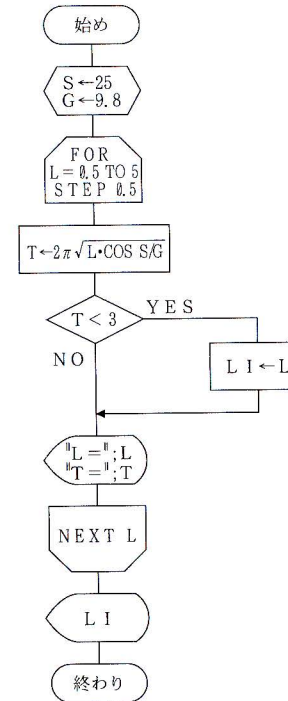 始め
S←25
G←9.8
FOR
L=0.5 TO 5
STEP 0.5
T←2π√L•COS S/G
T<3
YES
NO
LI←L
"L=";L
"T=";T
NEXT L
LI
終わり